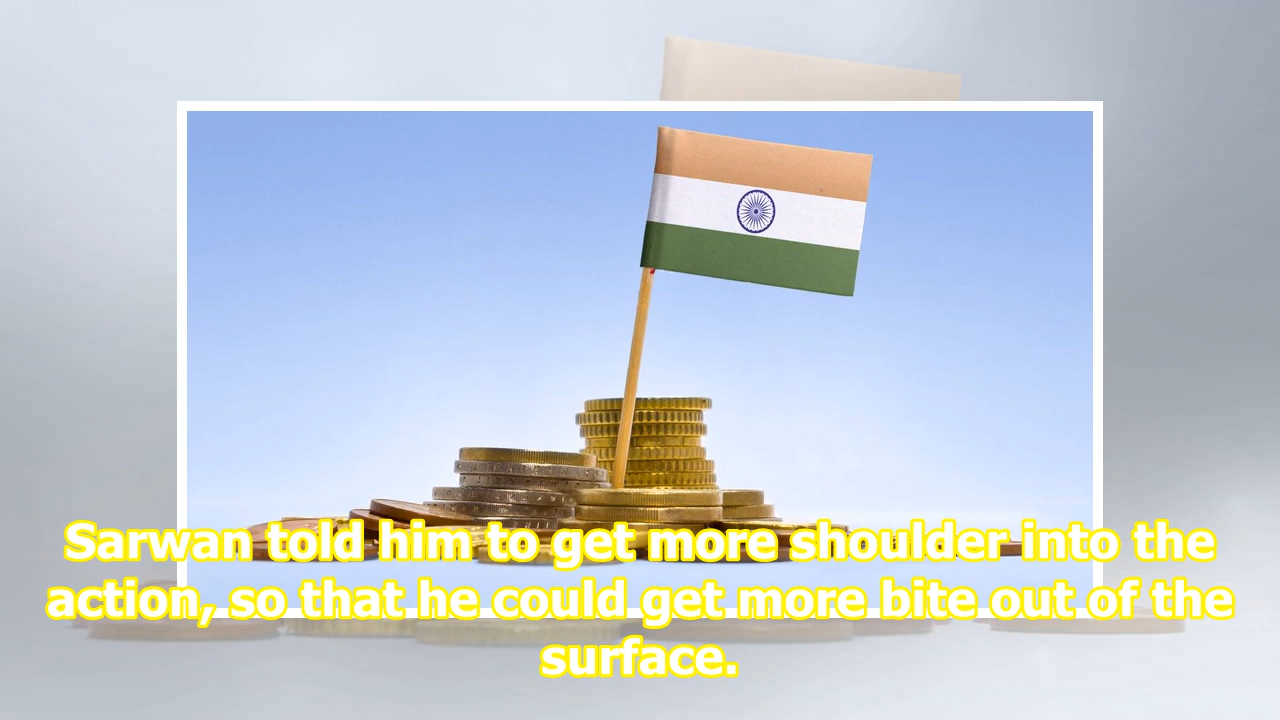 Sarwan told him to get more shoulder into the
action, so that he could get more bite out of the
surface.